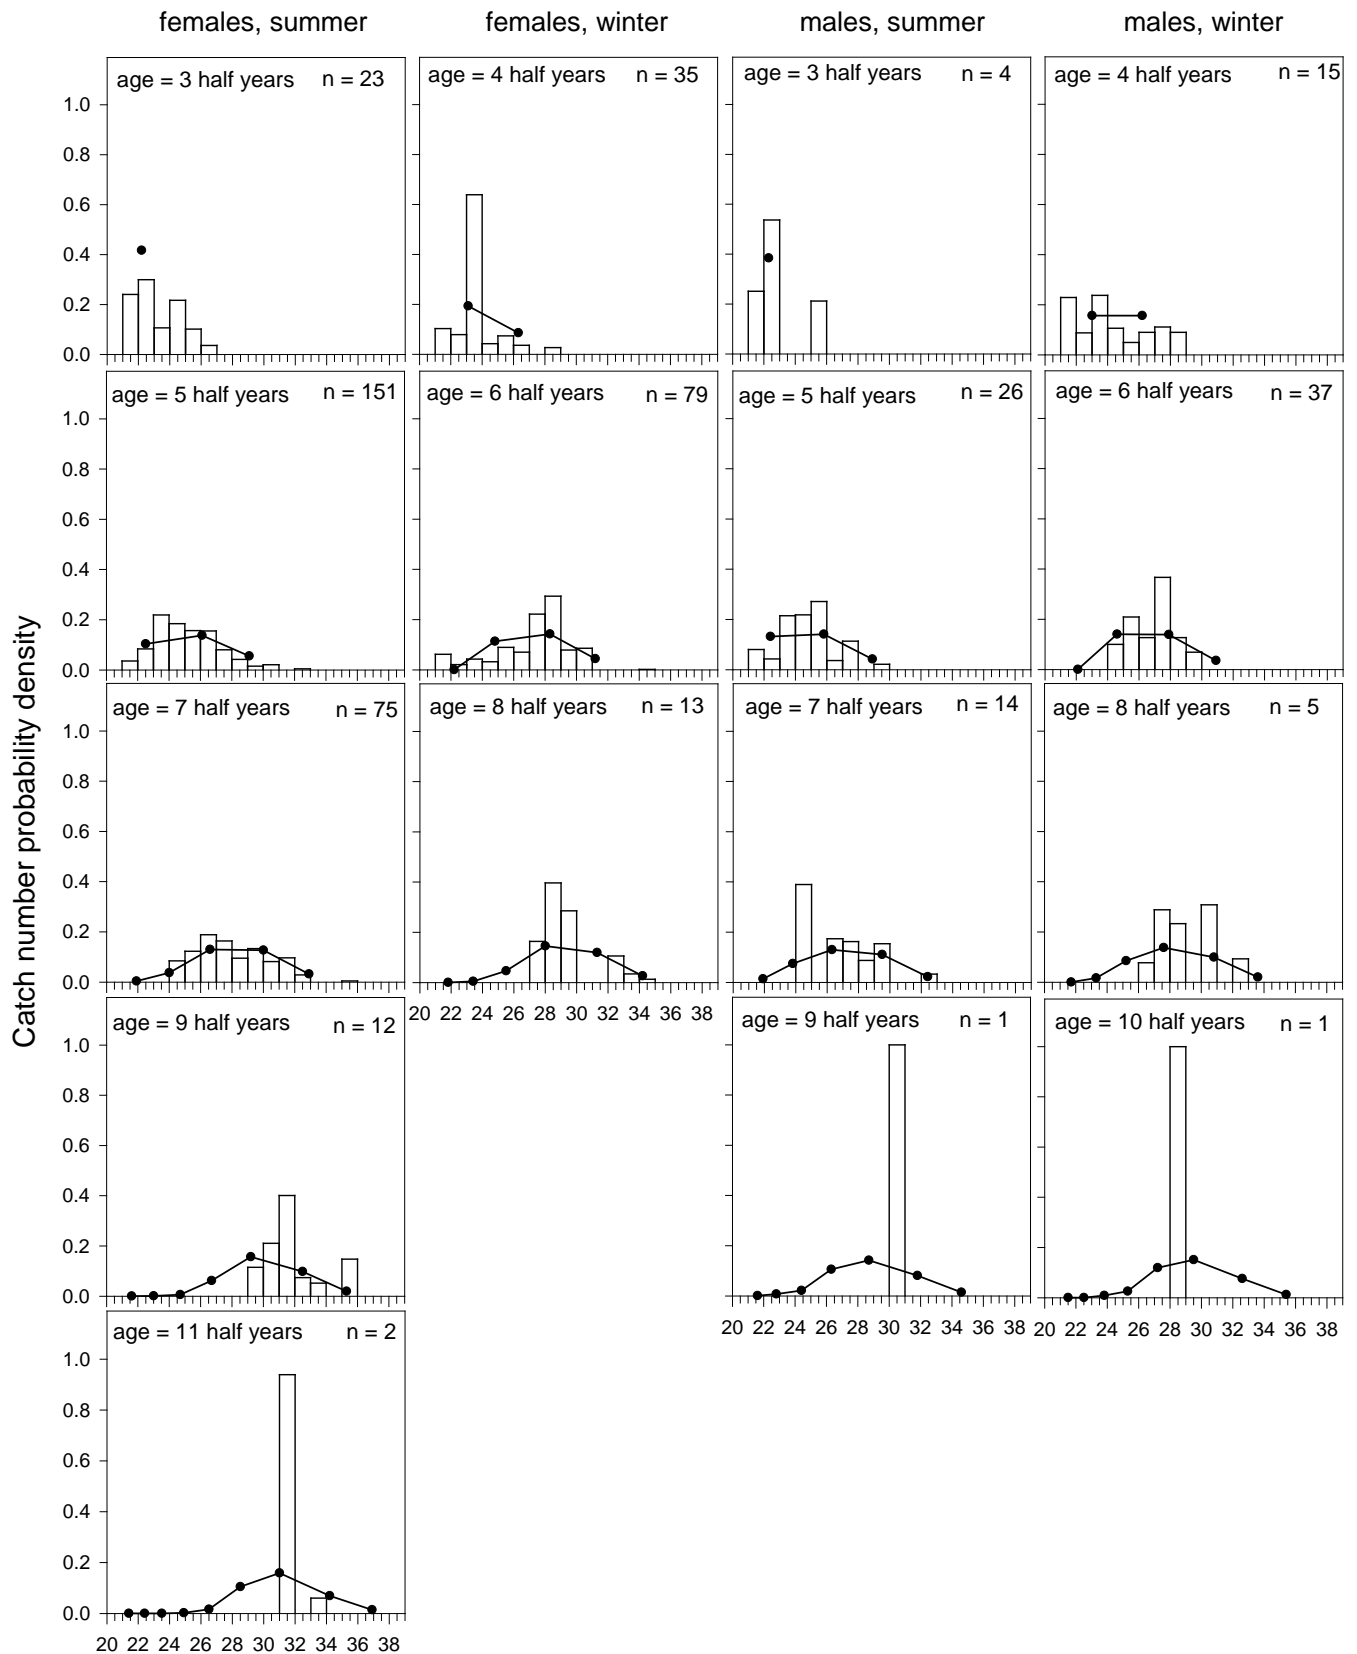 females, summer
females, winter
males, summer
males, winter
Catch number probability density
age = 3 half years n = 23
age = 4 half years n = 35
age = 3 half years n = 4
age = 4 half years n = 15
1.0
0.8
0.6
0.4
0.2
0.0
age = 5 half years n = 151
age = 6 half years n = 79
age = 5 half years n = 26
age = 6 half years n = 37
1.0
0.8
0.6
0.4
0.2
0.0
age = 7 half years n = 75
age = 8 half years n = 13
age = 7 half years n = 14
age = 8 half years n = 5
1.0
0.8
0.6
0.4
0.2
0.0
20 22 24 26 28 30 32 34 36 38
age = 9 half years n = 12
age = 9 half years n = 1
age = 10 half years n = 1
1.0
0.8
0.6
0.4
0.2
0.0
20 22 24 26 28 30 32 34 36 38
20 22 24 26 28 30 32 34 36 38
age = 11 half years n = 2
1.0
0.8
0.6
0.4
0.2
0.0
20 22 24 26 28 30 32 34 36 38